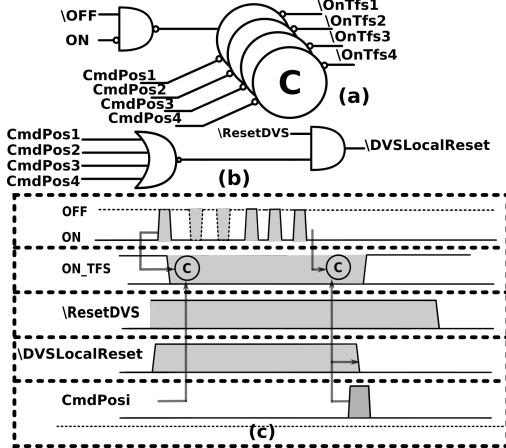 \OFF
ON
\OnTfs1
\OnTfs2
\OnTfs3
\OnTfs4
CmdPos1
CmdPos2
CmdPos3
CmdPos4
C
(a)
CmdPos1
CmdPos2
CmdPos3
CmdPos4
\ResetDVS
\DVSLocalReset
(b)
OFF
ON
ON_TFS
C
C
\ResetDVS
\DVSLocalReset
CmdPosi
(c)